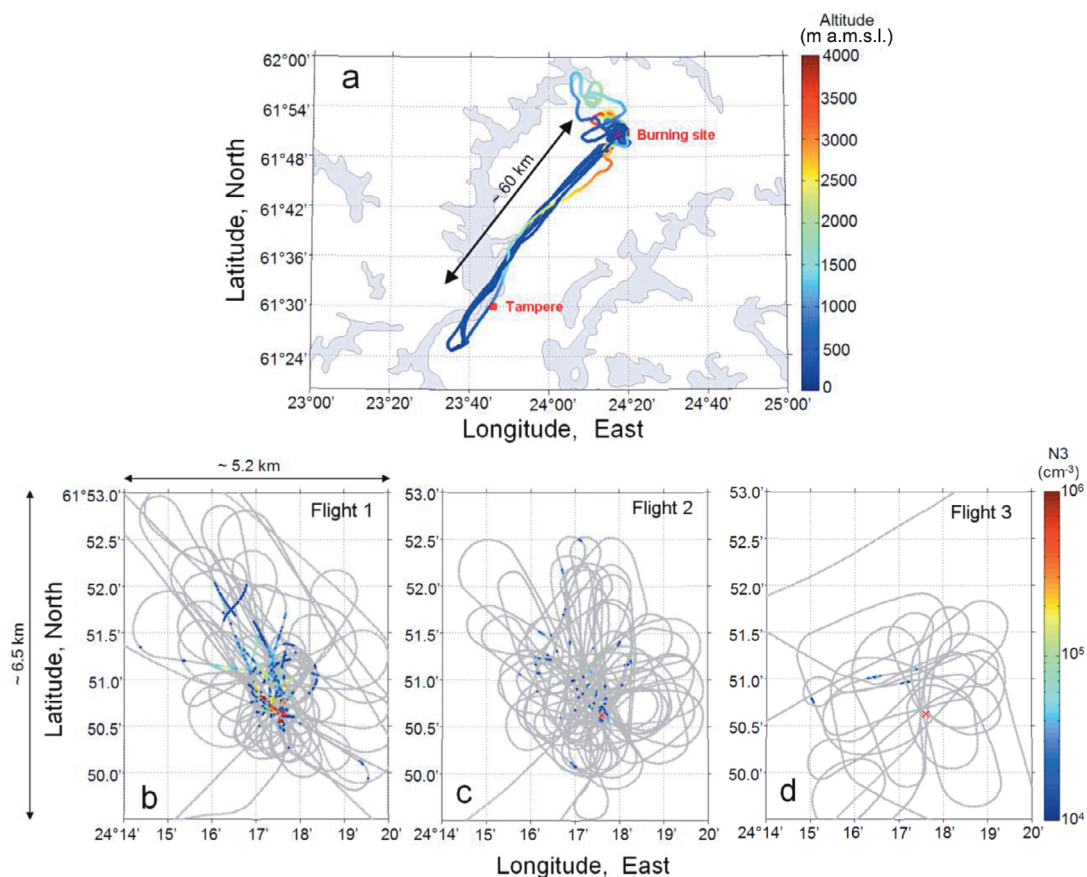 Altitude
(m a.m.s.l.)
a
62°00'
61°54'
61°48'
61°42'
61°36'
61°30'
61°24'
Latitude, North
Burning site
~ 60 km
Tampere
4000
3500
3000
2500
2000
1500
1000
500
0
23°00' 23°20' 23°40' 24°00' 24°20' 24°40' 25°00'
Longitude, East
~ 5.2 km
~ 6.5 km
Latitude, North
61°53.0'
52.5'
52.0'
51.5'
51.0'
50.5'
50.0'
Flight 1
b
24°14' 15' 16' 17' 18' 19' 20'
53.0'
52.5'
52.0'
51.5'
51.0'
50.5'
50.0'
Flight 2
c
24°14' 15' 16' 17' 18' 19' 20'
53.0'
52.5'
52.0'
51.5'
51.0'
50.5'
50.0'
Flight 3
d
24°14' 15' 16' 17' 18' 19' 20'
N3
(cm⁻³)
10⁶
10⁵
10⁴
Longitude, East